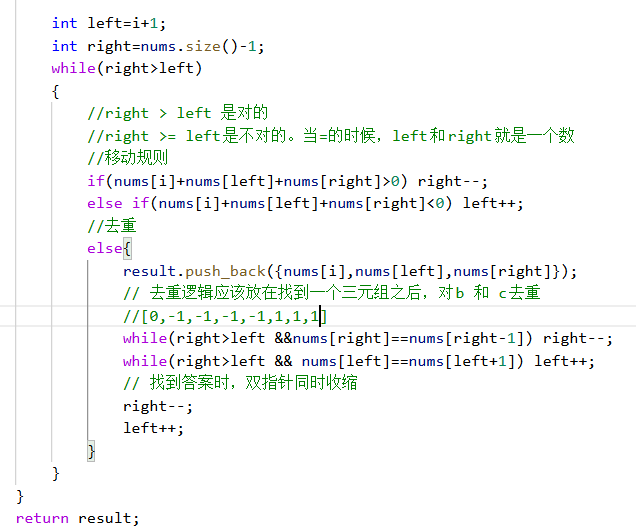 int left=i+1;
int right=nums.size()-1;
while(right>left)
{
//right > left 是对的
//right >= left是不对的。当=的时候，left和right就是一个数
//移动规则
if(nums[i]+nums[left]+nums[right]>0) right--;
else if(nums[i]+nums[left]+nums[right]<0) left++;
//去重
else{
result.push_back({nums[i],nums[left],nums[right]});
// 去重逻辑应该放在找到一个三元组之后，对b 和 c去重
//[0,-1,-1,-1,-1,1,1,1]
while(right>left &&nums[right]==nums[right-1]) right--;
while(right>left && nums[left]==nums[left+1]) left++;
// 找到答案时，双指针同时收缩
right--;
left++;
}
}
}
return result;